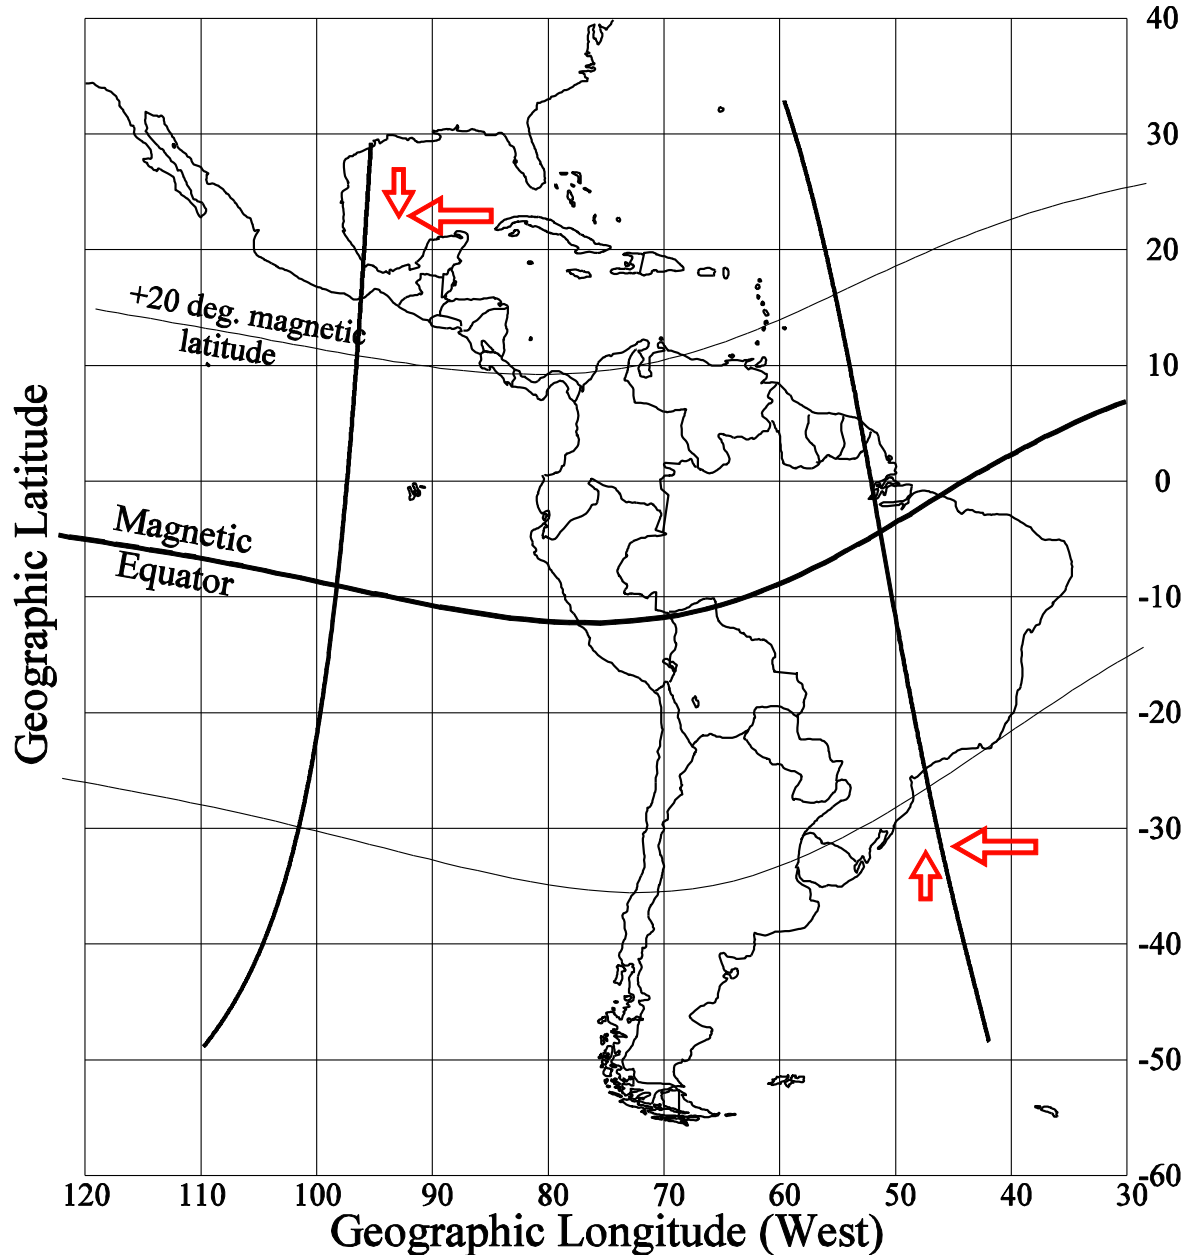 40
30
20
10
0
-10
-20
-30
-40
-50
-60
+20 deg. magnetic
latitude
Magnetic
Equator
Geographic Latitude
120 110 100 90 80 70 60 50 40 30
Geographic Longitude (West)